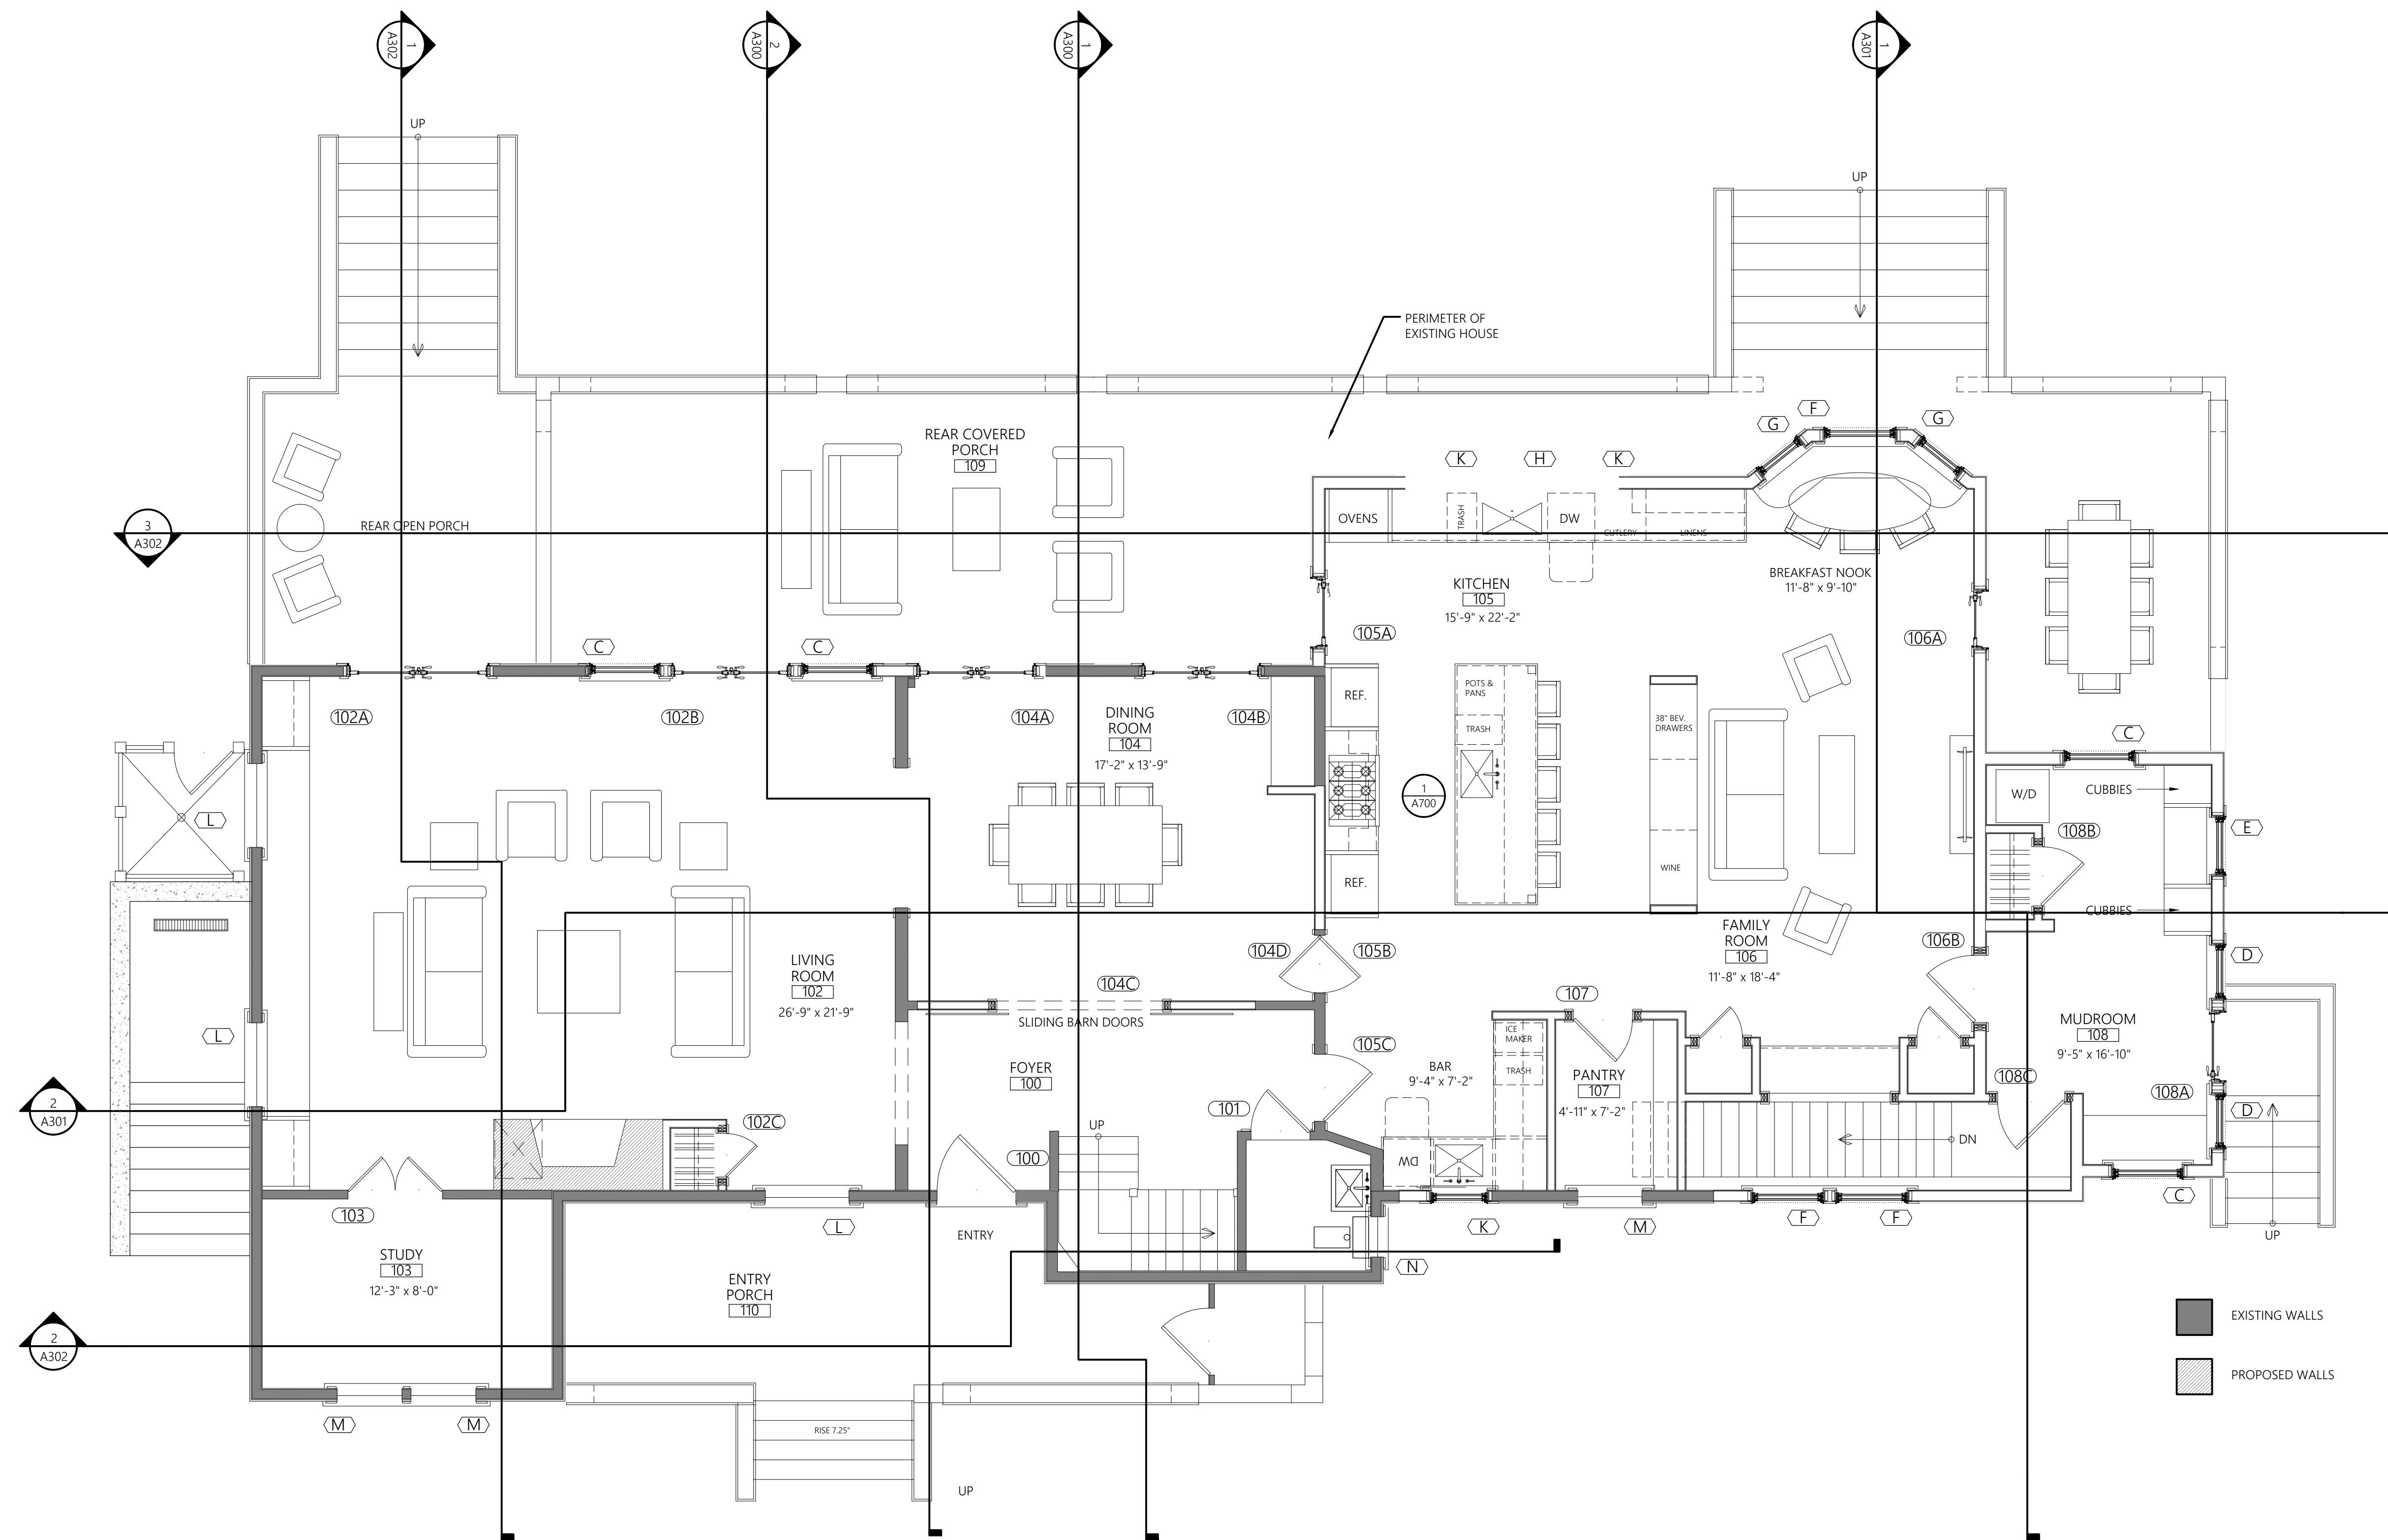 1
A302
2
A300
1
A300
1
A301
UP
UP
PERIMETER OF
EXISTING HOUSE
G
F
G
REAR COVERED
PORCH
109
K
H
K
3
A302
REAR OPEN PORCH
OVENS
TRASH
DW
CUTLERY
LINENS
KITCHEN
105
15'-9" x 22'-2"
BREAKFAST NOOK
11'-8" x 9'-10"
C
C
105A
106A
102A
102B
104A
DINING
ROOM
104
17'-2" x 13'-9"
104B
REF.
POTS &
PANS
TRASH
38" BEV.
DRAWERS
WINE
C
1
A700
W/D
CUBBIES
L
108B
E
REF.
CUBBIES
FAMILY
ROOM
106
11'-8" x 18'-4"
106B
LIVING
ROOM
102
26'-9" x 21'-9"
104D
105B
D
104C
107
SLIDING BARN DOORS
L
105C
ICE
MAKER
TRASH
MUDROOM
108
9'-5" x 16'-10"
FOYER
100
BAR
9'-4" x 7'-2"
PANTRY
107
4'-11" x 7'-2"
108C
108A
2
A301
101
D
102C
UP
DN
100
DW
103
L
ENTRY
K
M
F
F
C
UP
STUDY
103
12'-3" x 8'-0"
N
ENTRY
PORCH
110
2
A302
EXISTING WALLS
PROPOSED WALLS
M
M
RISE 7.25"
UP